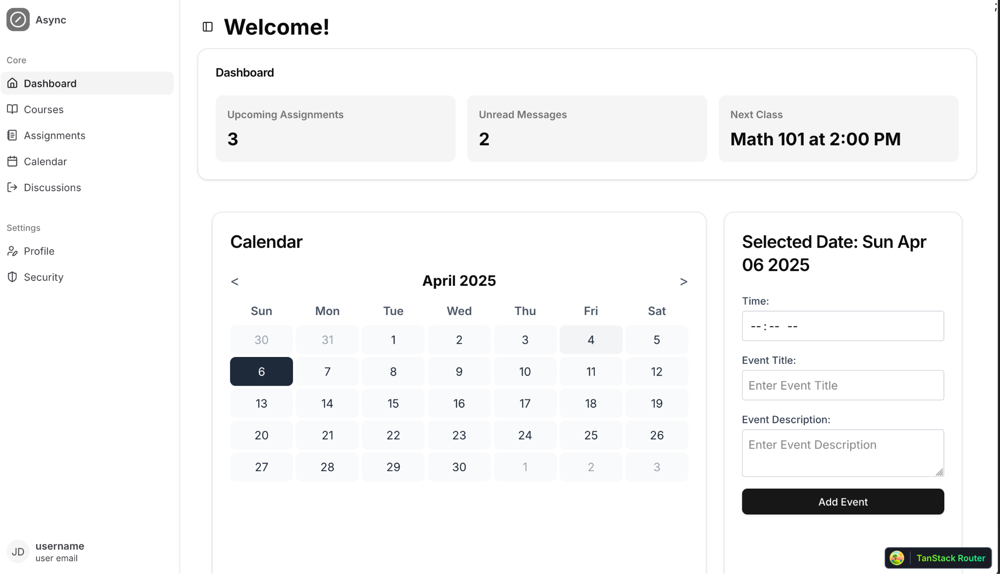 Async
Core
Dashboard
Courses
Assignments
Calendar
Discussions
Settings
Profile
Security
JD
username
user email
Welcome!
;
Dashboard
Upcoming Assignments
3
Unread Messages
2
Next Class
Math 101 at 2:00 PM
Calendar
< April 2025 >
Sun Mon Tue Wed Thu Fri Sat
30 31 1 2 3 4 5
6 7 8 9 10 11 12
13 14 15 16 17 18 19
20 21 22 23 24 25 26
27 28 29 30 1 2 3
Selected Date: Sun Apr
06 2025
Time:
--:-- --
Event Title:
Enter Event Title
Event Description:
Enter Event Description
Add Event
TanStack Router